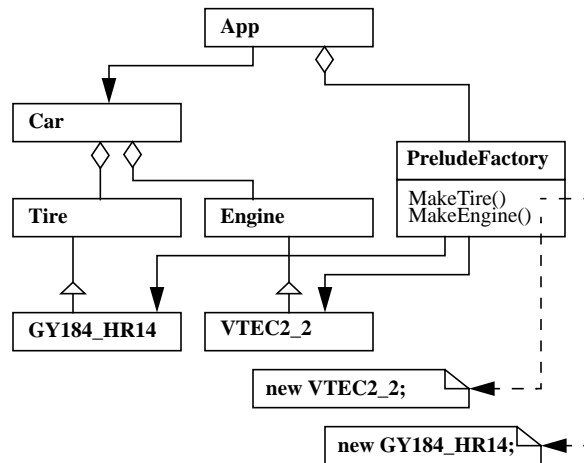 App
Car
PreludeFactory
MakeTire()
MakeEngine()
Tire
Engine
GY184_HR14
VTEC2_2
new VTEC2_2;
new GY184_HR14;